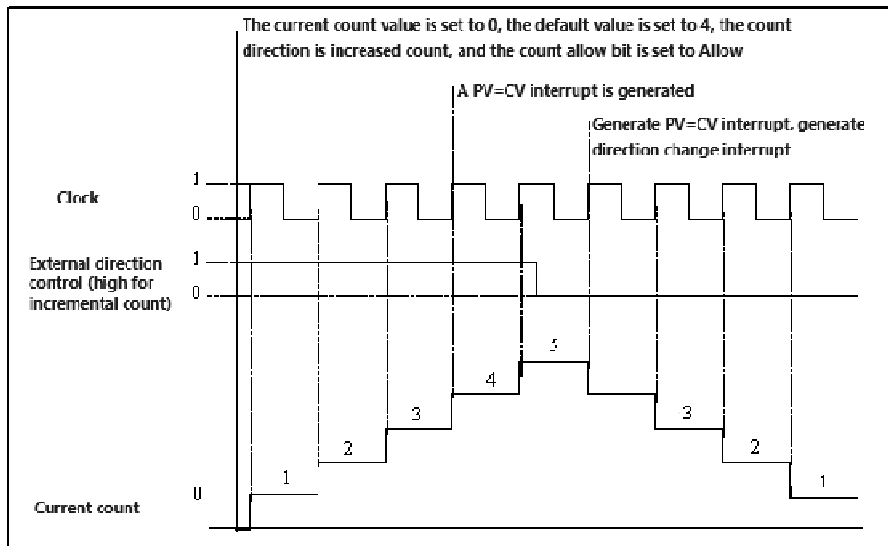 The current count value is set to 0, the default value is set to 4, the count
direction is increased count, and the count allow bit is set to Allow
A PV=CV interrupt is generated
Generate PV=CV interrupt, generate
direction change interrupt
1
Clock
0
External direction
control (high for
incremental count)
1
0
5
4
3
3
2
2
1
1
0
Current count